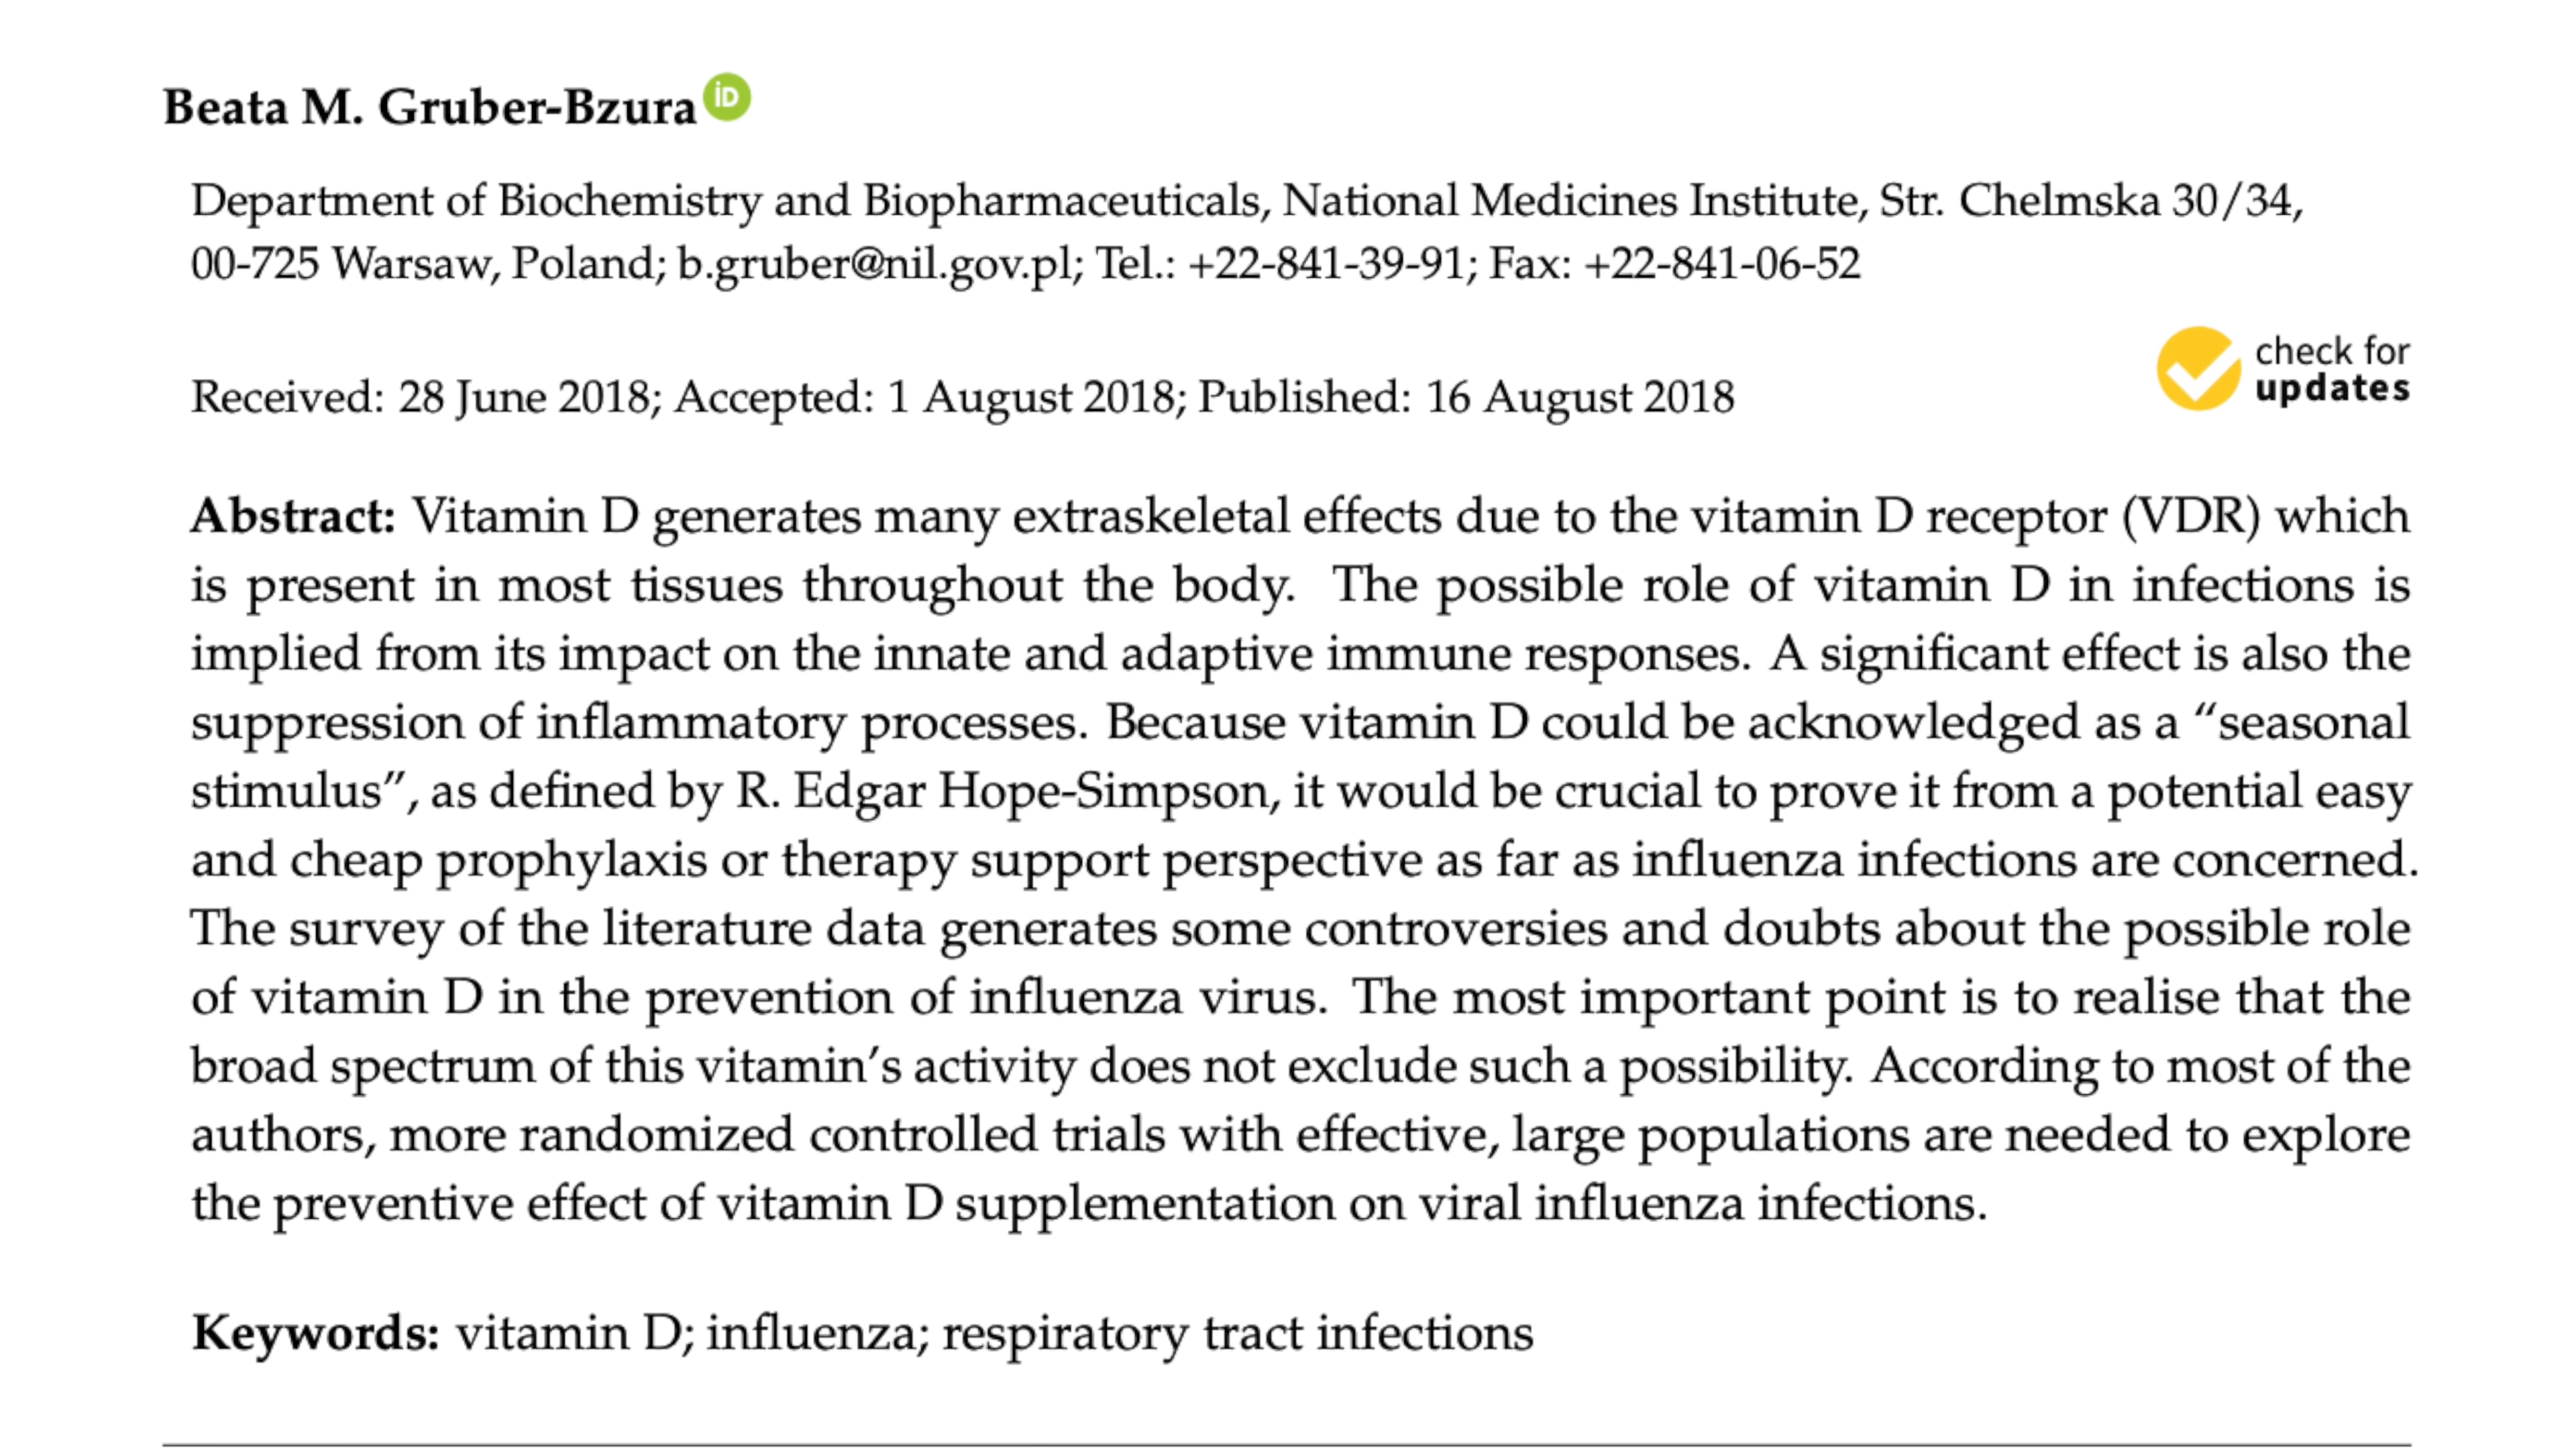 Beata M. Gruber-Bzura iD
Department of Biochemistry and Biopharmaceuticals, National Medicines Institute, Str. Chelmska 30/34,
00-725 Warsaw, Poland; b.gruber@nil.gov.pl; Tel.: +22-841-39-91; Fax: +22-841-06-52
check for
updates
Received: 28 June 2018; Accepted: 1 August 2018; Published: 16 August 2018
Abstract: Vitamin D generates many extraskeletal effects due to the vitamin D receptor (VDR) which
is present in most tissues throughout the body. The possible role of vitamin D in infections is
implied from its impact on the innate and adaptive immune responses. A significant effect is also the
suppression of inflammatory processes. Because vitamin D could be acknowledged as a “seasonal
stimulus”, as defined by R. Edgar Hope-Simpson, it would be crucial to prove it from a potential easy
and cheap prophylaxis or therapy support perspective as far as influenza infections are concerned.
The survey of the literature data generates some controversies and doubts about the possible role
of vitamin D in the prevention of influenza virus. The most important point is to realise that the
broad spectrum of this vitamin’s activity does not exclude such a possibility. According to most of the
authors, more randomized controlled trials with effective, large populations are needed to explore
the preventive effect of vitamin D supplementation on viral influenza infections.
Keywords: vitamin D; influenza; respiratory tract infections